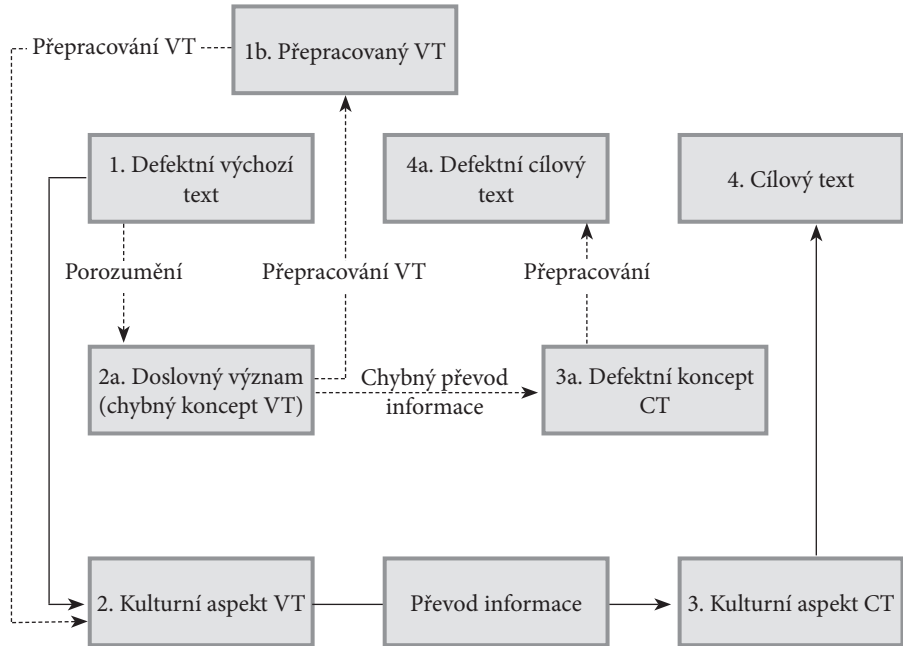 Přepracování VT
1b. Přepracovaný VT
1. Defektní výchozí
text
4a. Defektní cílový
text
4. Cílový text
Porozumění
Přepracování VT
Přepracování
2a. Doslovný význam
(chybný koncept VT)
Chybný převod
informace
3a. Defektní koncept
CT
2. Kulturní aspekt VT
Převod informace
3. Kulturní aspekt CT